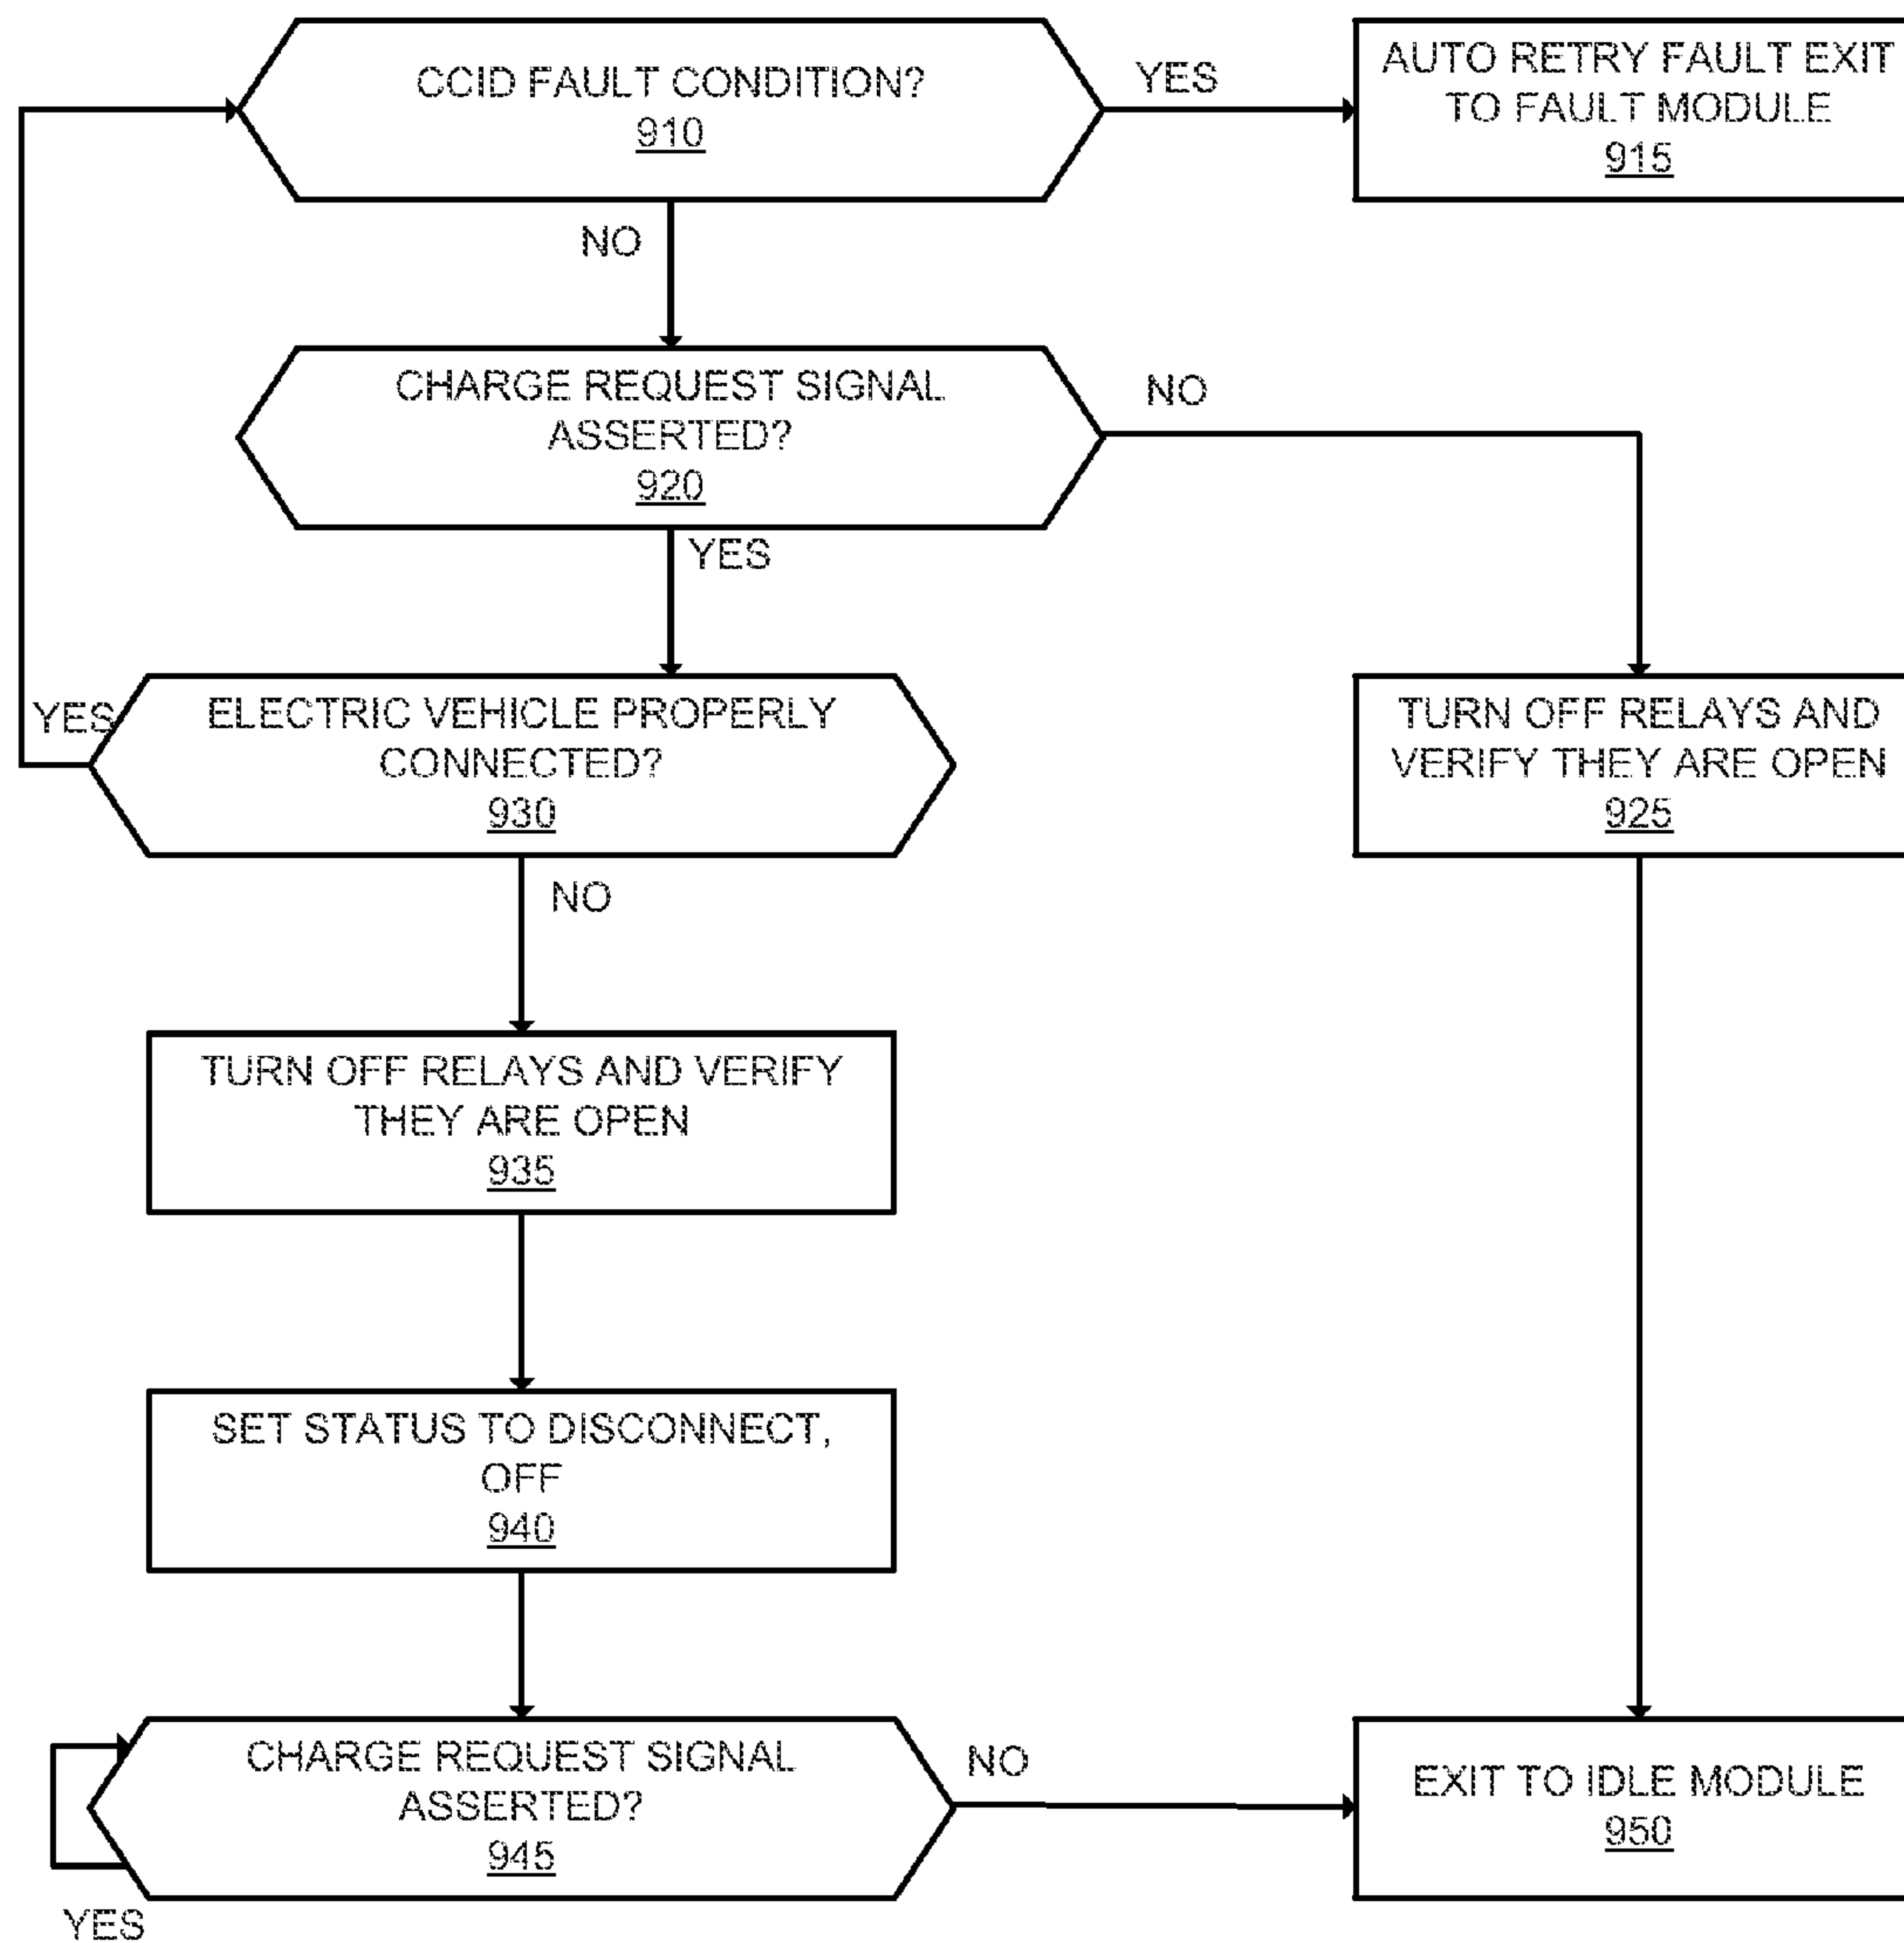 CCID FAULT CONDITION?
910
YES
AUTO RETRY FAULT EXIT
TO FAULT MODULE
915
NO
CHARGE REQUEST SIGNAL
ASSERTED?
920
NO
YES
YES
ELECTRIC VEHICLE PROPERLY
CONNECTED?
930
TURN OFF RELAYS AND
VERIFY THEY ARE OPEN
925
NO
TURN OFF RELAYS AND VERIFY
THEY ARE OPEN
935
SET STATUS TO DISCONNECT,
OFF
940
CHARGE REQUEST SIGNAL
ASSERTED?
945
NO
YES
EXIT TO IDLE MODULE
950